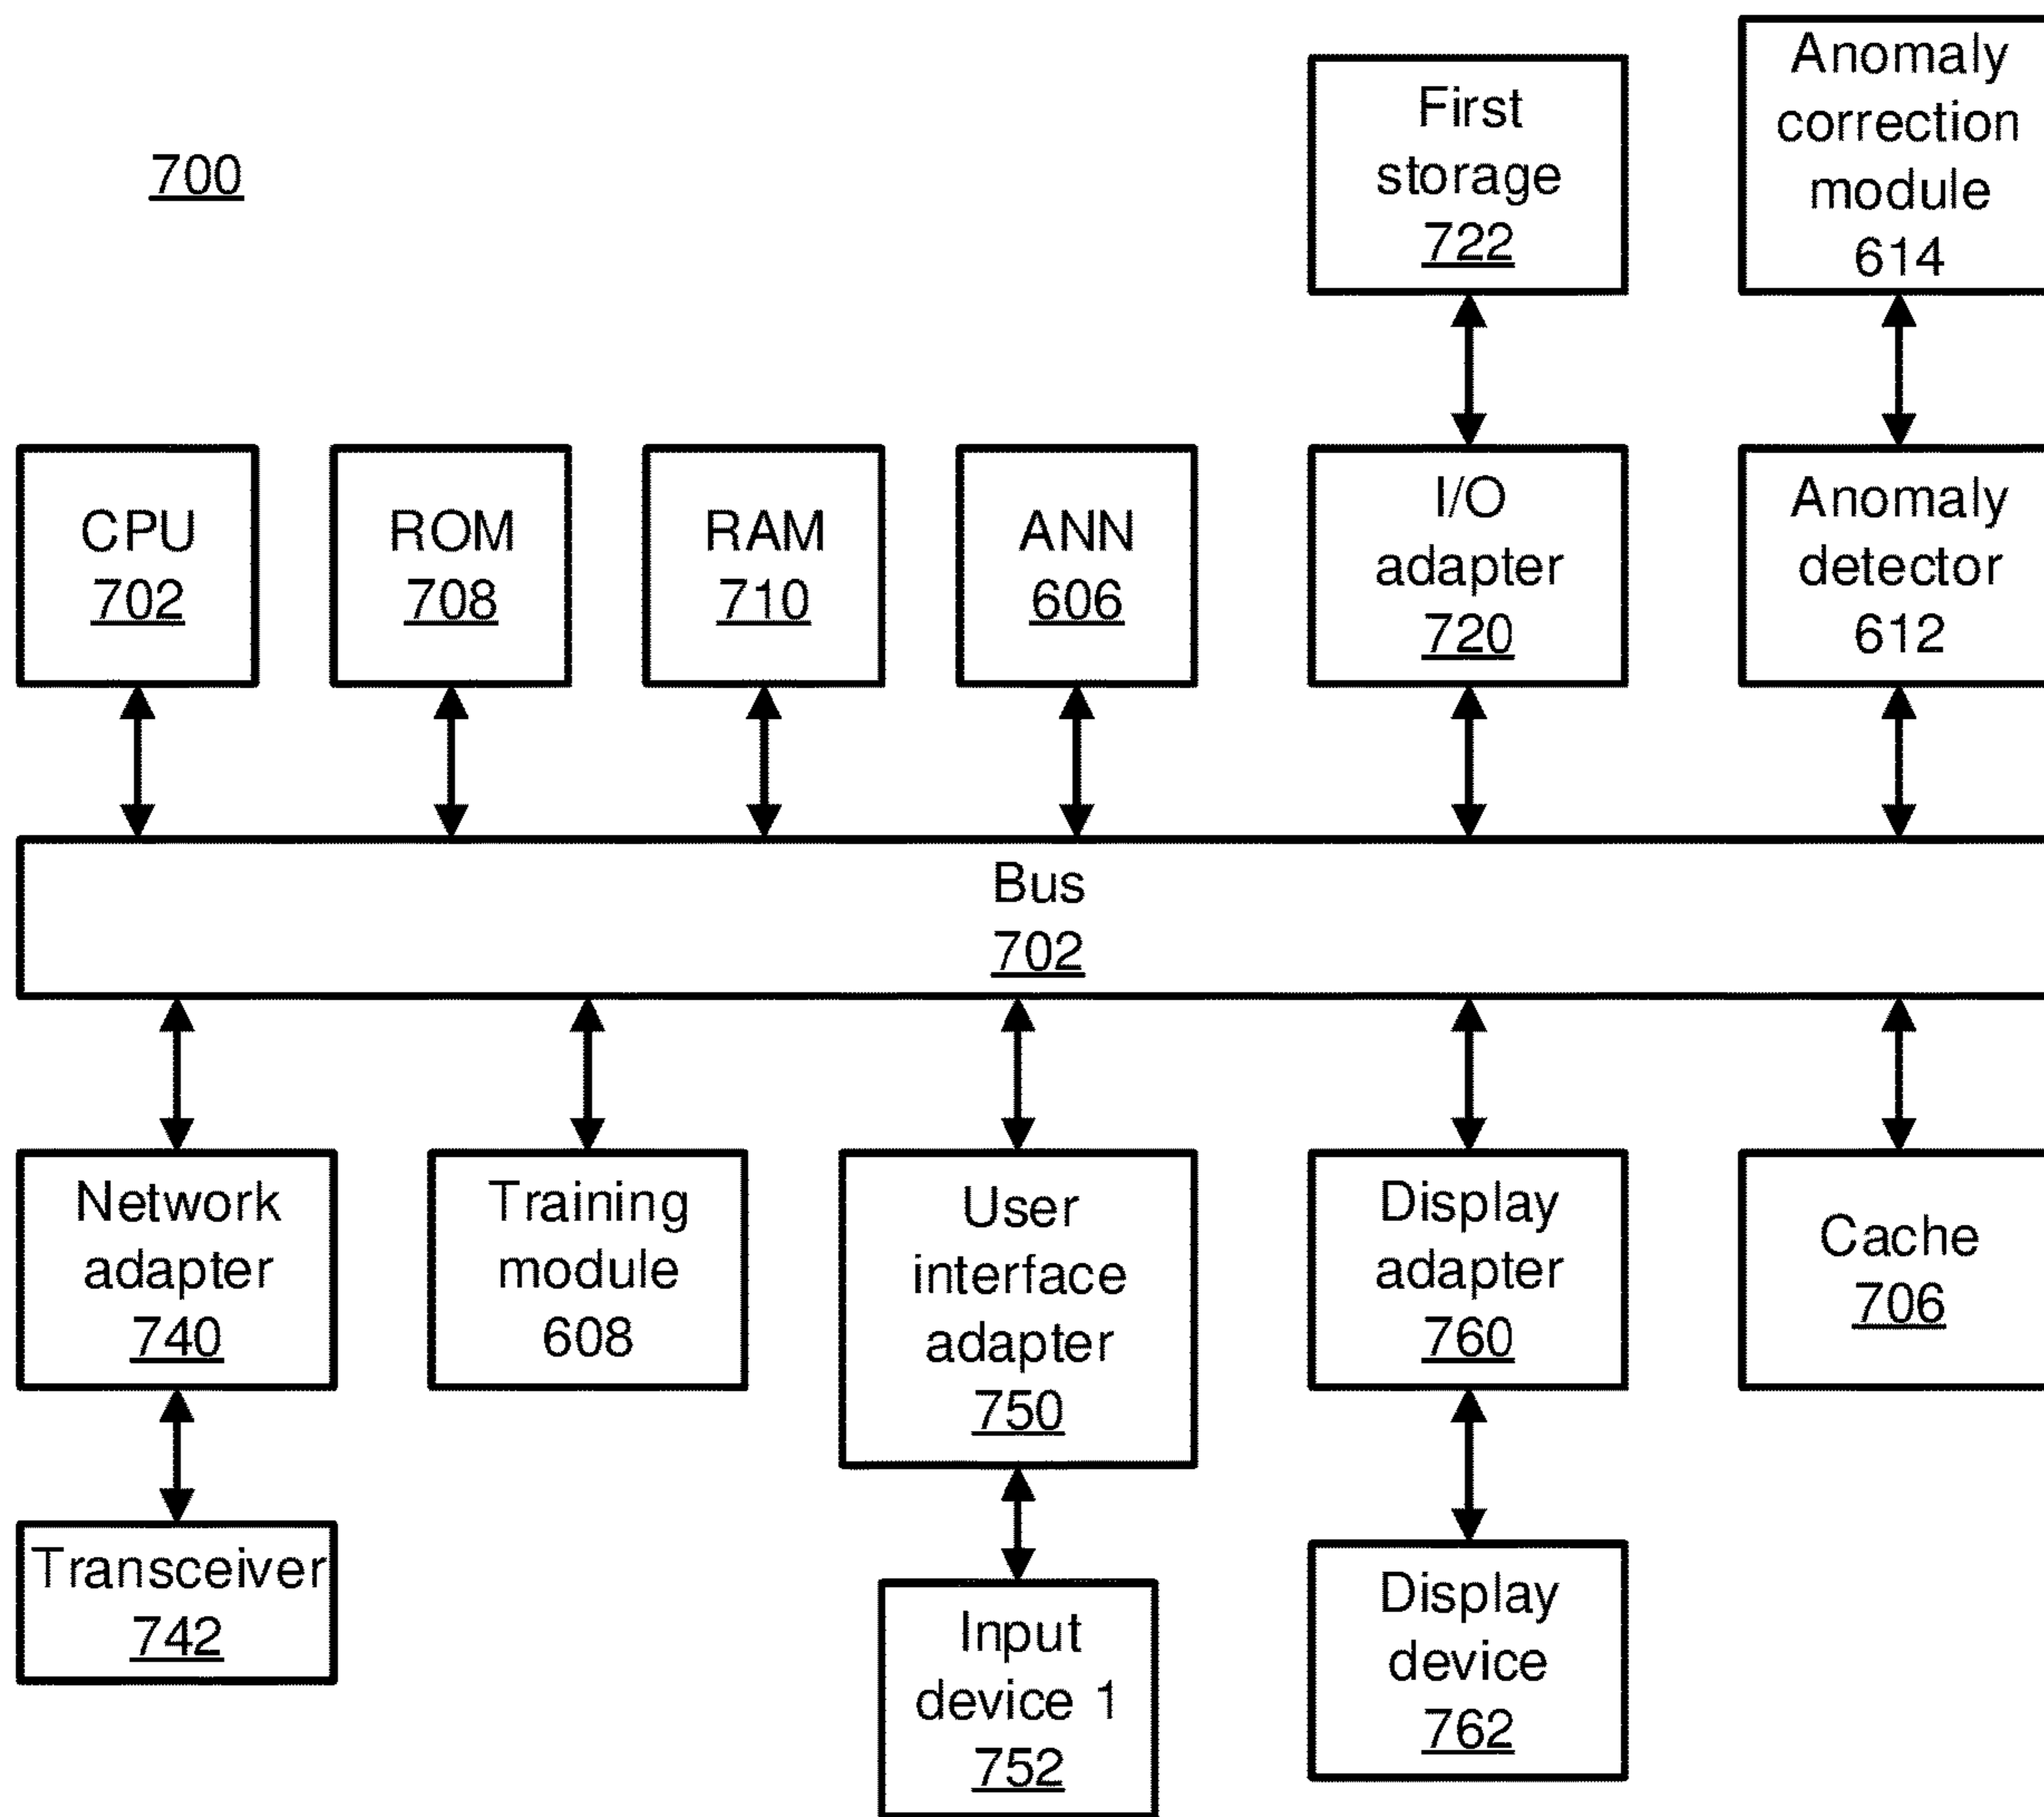 700
First
storage
722
Anomaly
correction
module
614
CPU
702
ROM
708
RAM
710
ANN
606
I/O
adapter
720
Anomaly
detector
612
Bus
702
Network
adapter
740
Training
module
608
User
interface
adapter
750
Display
adapter
760
Cache
706
Transceiver
742
Input
device 1
752
Display
device
762